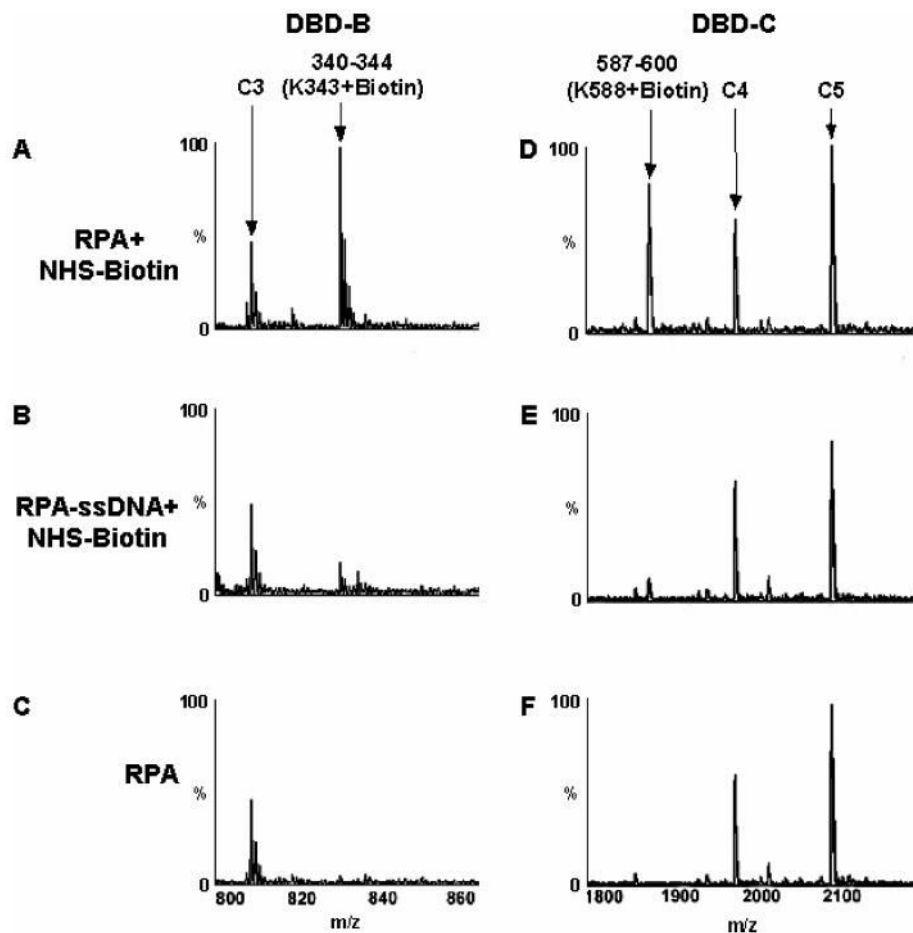 DBD-B
DBD-C
340-344
(K343+Biotin)
C3
587-600
(K588+Biotin)
C4
C5
A
100
%
0
D
100
%
0
RPA+
NHS-Biotin
B
100
%
0
E
100
%
0
RPA-ssDNA+
NHS-Biotin
C
100
%
0
F
100
%
0
RPA
800
820
840
860
m/z
1800
1900
2000
2100
m/z